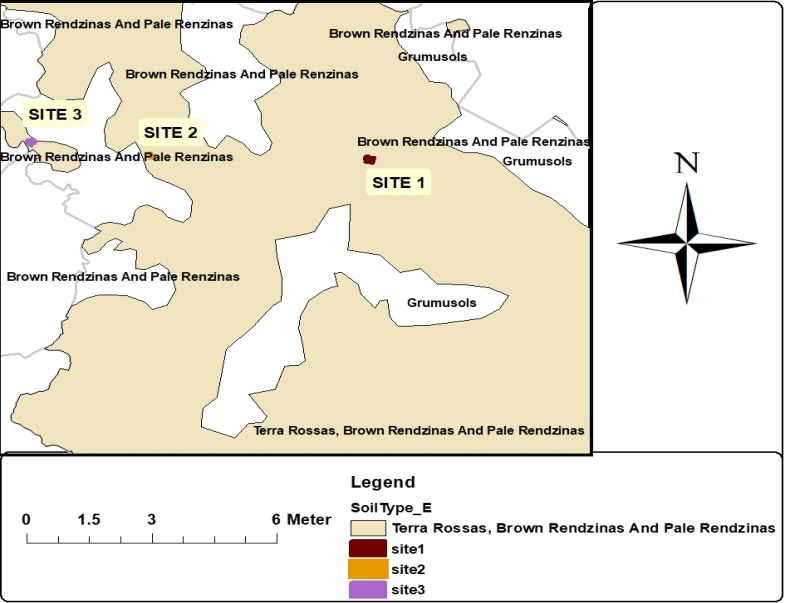 Brown Rendzinas And Pale Renzinas
Brown Rendzinas And Pale Renzinas
Grumusols
Brown Rendzinas And Pale Renzinas
SITE 3
SITE 2
Brown Rendzinas And Pale Renzinas
Brown Rendzinas And Pale Renzinas
Grumusols
SITE 1
N
Brown Rendzinas And Pale Renzinas
Grumusols
Terra Rossas, Brown Rendzinas And Pale Rendzinas
0 1.5 3 6 Meter
Legend
SoilType_E
Terra Rossas, Brown Rendzinas And Pale Rendzinas
site1
site2
site3